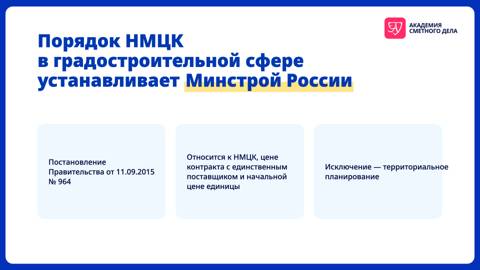 АКАДЕМИЯ
СМЕТНОГО ДЕЛА
Порядок НМЦК
в градостроительной сфере
устанавливает Минстрой России
Постановление
Правительства от 11.09.2015
№ 964
Относится к НМЦК, цене
контракта с единственным
поставщиком и начальной
цене единицы
Исключение — территориальное
планирование